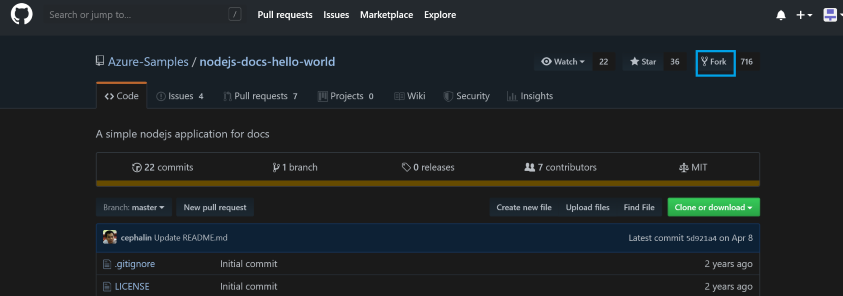 Search or jump to... / Pull requests Issues Marketplace Explore
Azure-Samples / nodejs-docs-hello-world Watch 22 Star 36 Fork 716
Code Issues 4 Pull requests 7 Projects 0 Wiki Security Insights
A simple nodejs application for docs
22 commits 1 branch 0 releases 7 contributors MIT
Branch: master New pull request Create new file Upload files Find File Clone or download
cephalin Update README.md Latest commit 5d921a4 on Apr 8
.gitignore Initial commit 2 years ago
LICENSE Initial commit 2 years ago